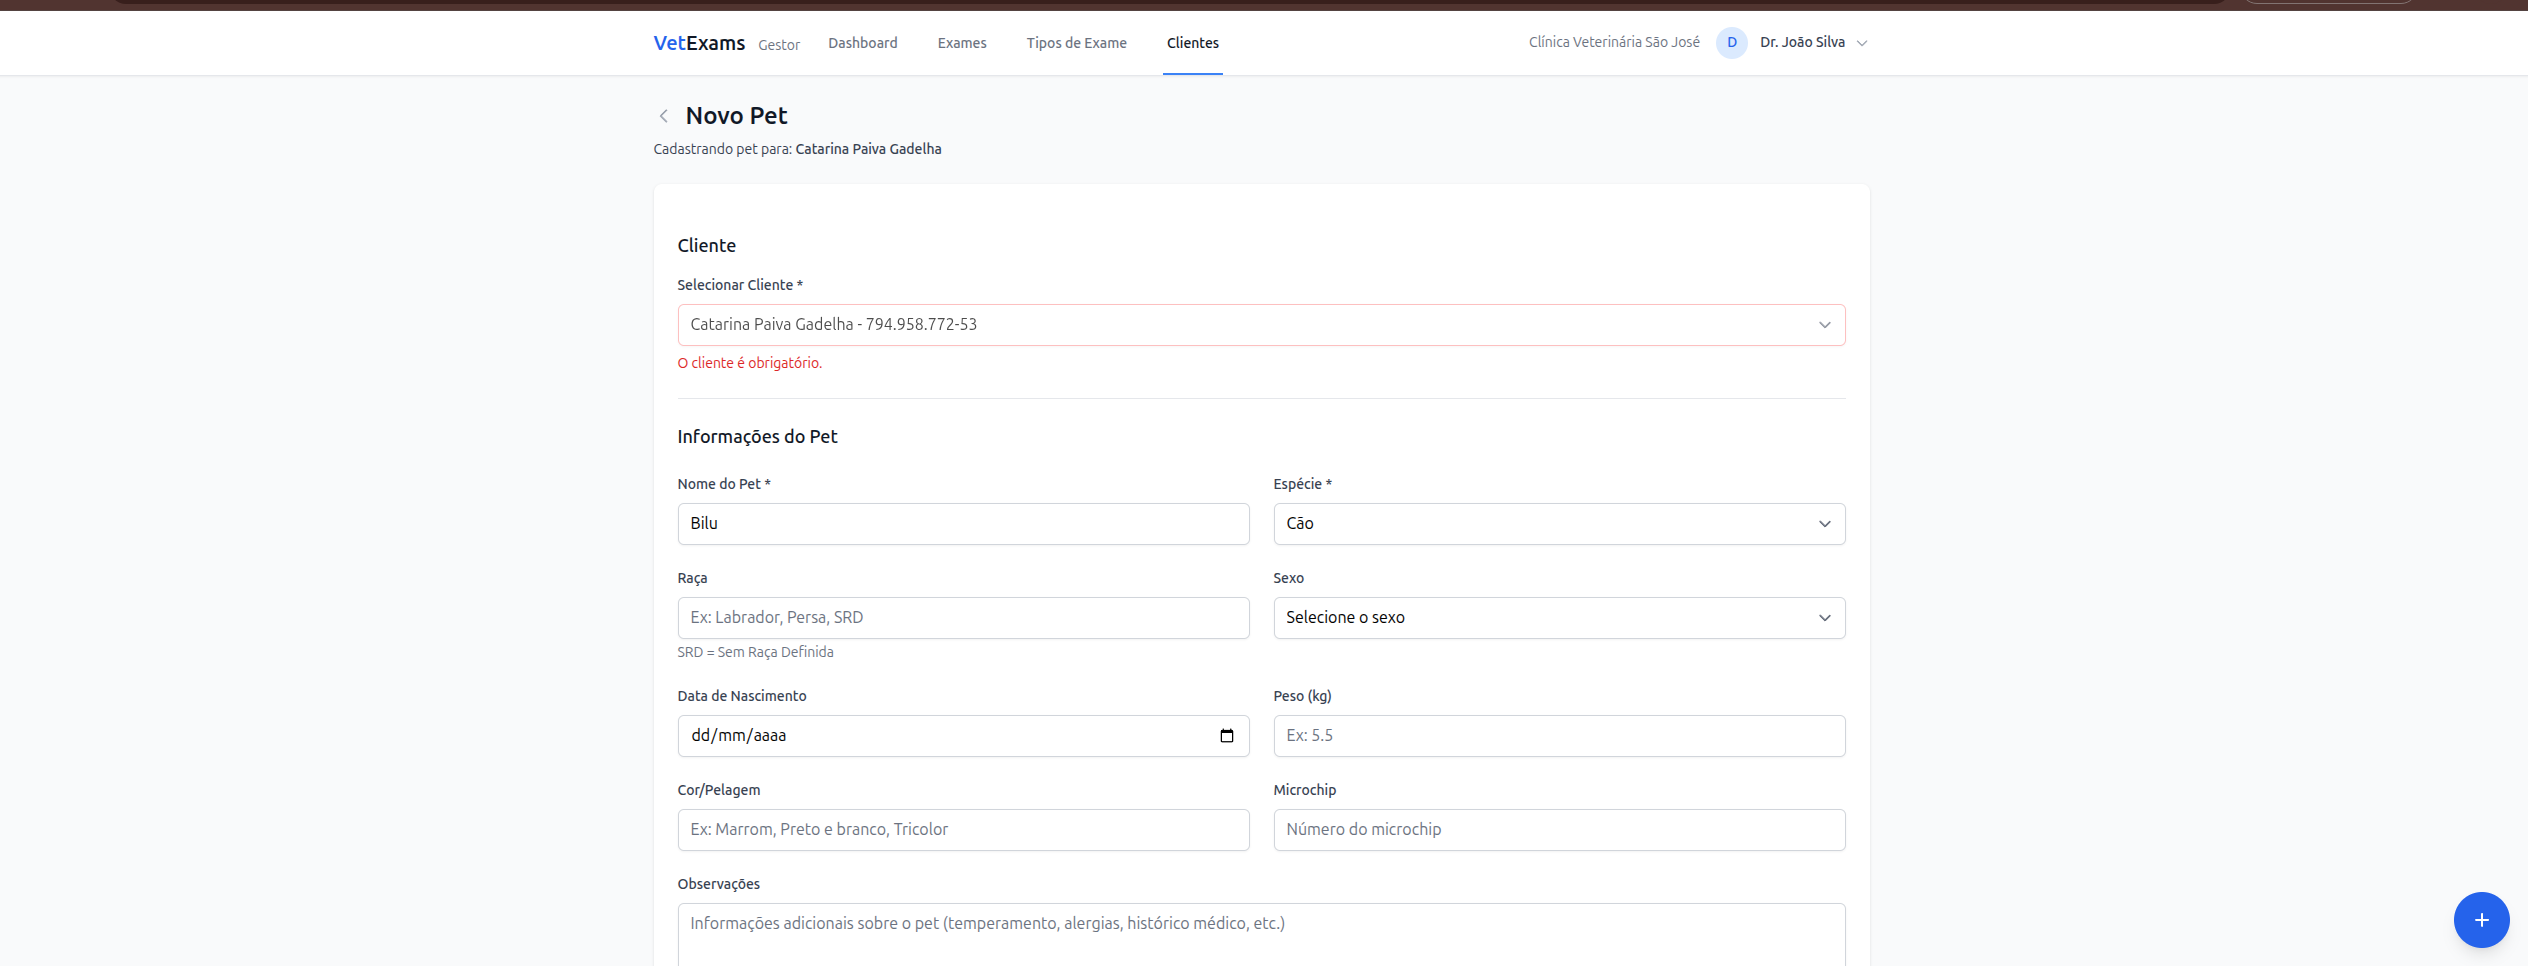 VetExams Gestor Dashboard Exames Tipos de Exame Clientes Clínica Veterinária São José D Dr. João Silva
Novo Pet
Cadastrando pet para: Catarina Paiva Gadelha
Cliente
Selecionar Cliente *
Catarina Paiva Gadelha - 794.958.772-53
O cliente é obrigatório.
Informações do Pet
Nome do Pet * Espécie *
Bilu Cão
Raça Sexo
Ex: Labrador, Persa, SRD Selecione o sexo
SRD = Sem Raça Definida
Data de Nascimento Peso (kg)
dd/mm/aaaa Ex: 5.5
Cor/Pelagem Microchip
Ex: Marrom, Preto e branco, Tricolor Número do microchip
Observações
Informações adicionais sobre o pet (temperamento, alergias, histórico médico, etc.)